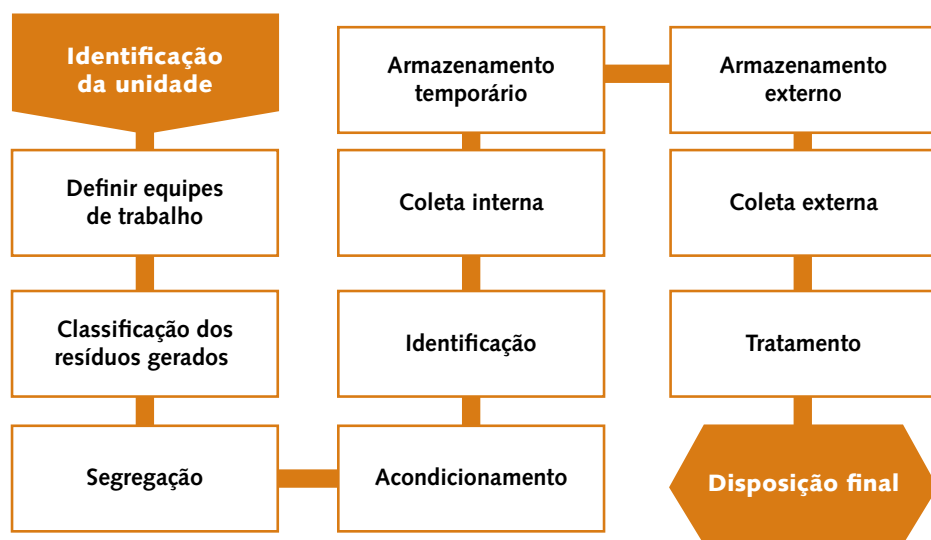 Identificação
da unidade
Definir equipes
de trabalho
Classificação dos
resíduos gerados
Segregação
Acondicionamento
Identificação
Coleta interna
Armazenamento
temporário
Armazenamento
externo
Coleta externa
Tratamento
Disposição final